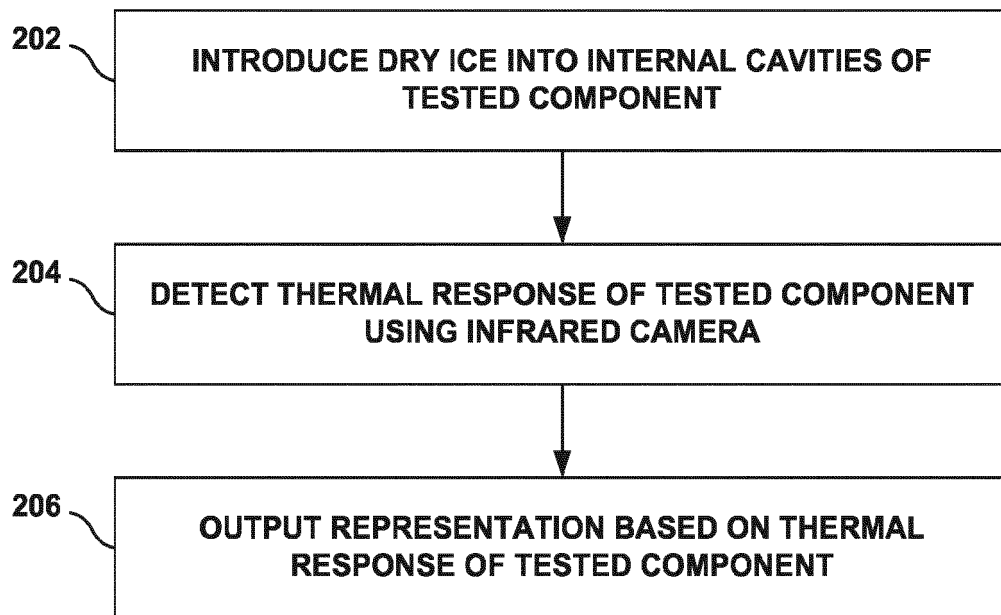 202
INTRODUCE DRY ICE INTO INTERNAL CAVITIES OF
TESTED COMPONENT
204
DETECT THERMAL RESPONSE OF TESTED COMPONENT
USING INFRARED CAMERA
206
OUTPUT REPRESENTATION BASED ON THERMAL
RESPONSE OF TESTED COMPONENT